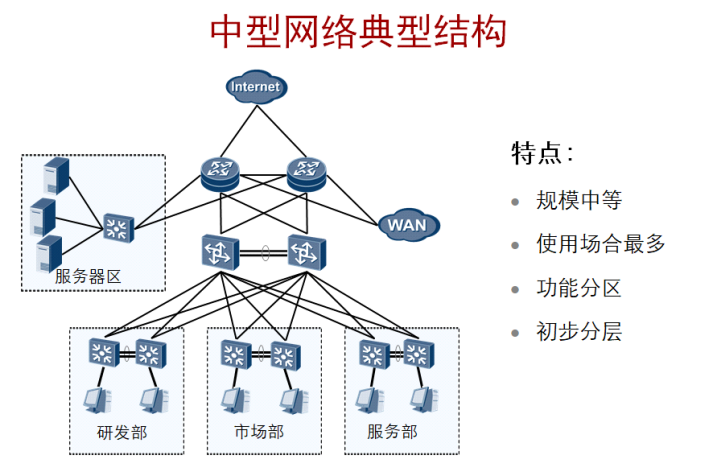 中型网络典型结构
Internet
WAN
服务器区
研发部
市场部
服务部
特点：
规模中等
使用场合最多
功能分区
初步分层